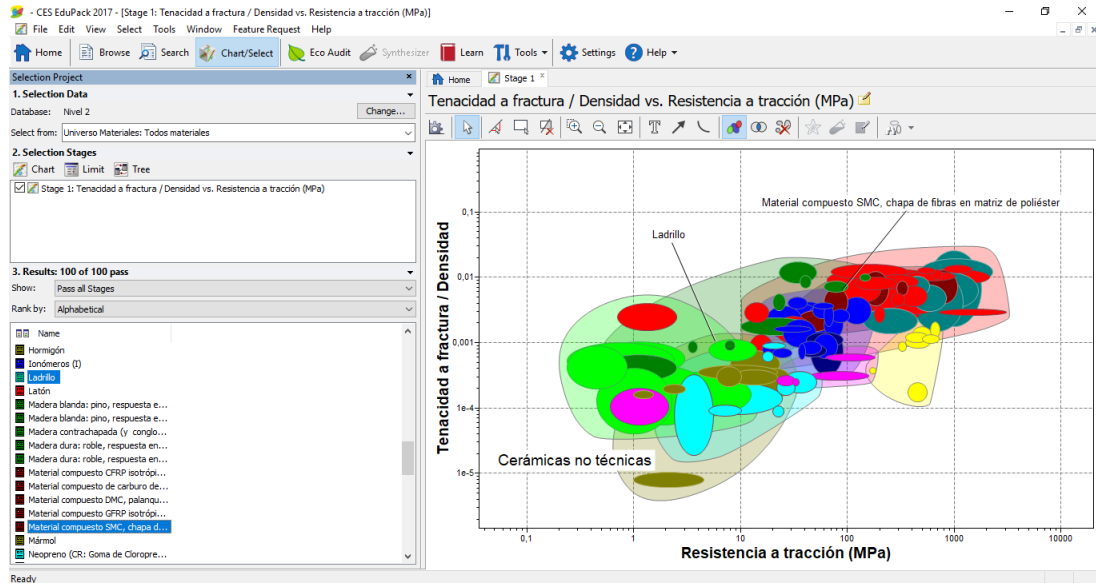 - CES EduPack 2017 - [Stage 1: Tenacidad a fractura / Densidad vs. Resistencia a tracción (MPa)]
File Edit View Select Tools Window Feature Request Help
Home Browse Search Chart/Select Eco Audit Synthesizer Learn Tools Settings Help
Selection Project
1. Selection Data
Database: Nivel 2 Change...
Select from: Universo Materiales: Todos materiales
2. Selection Stages
Chart Limit Tree
Stage 1: Tenacidad a fractura / Densidad vs. Resistencia a tracción (MPa)
3. Results: 100 of 100 pass
Show: Pass all Stages
Rank by: Alphabetical
Name
Hormigón
Ionómeros (I)
Ladrillo
Latón
Madera blanda: pino, respuesta e...
Madera blanda: pino, respuesta e...
Madera contrachapada (y conglo...
Madera dura: roble, respuesta en...
Madera dura: roble, respuesta en...
Material compuesto CFRP isotrópi...
Material compuesto de carburo de...
Material compuesto DMC, palanqu...
Material compuesto GFRP isotrópi...
Material compuesto SMC, chapa d...
Mármol
Neopreno (CR: Goma de Cloropre...
Ready
Home Stage 1
Tenacidad a fractura / Densidad vs. Resistencia a tracción (MPa)
Tenacidad a fractura / Densidad
0,1
0,01
0,001
1e-4
1e-5
Material compuesto SMC, chapa de fibras en matriz de poliéster
Ladrillo
Cerámicas no técnicas
0,1 1 10 100 1000 10000
Resistencia a tracción (MPa)